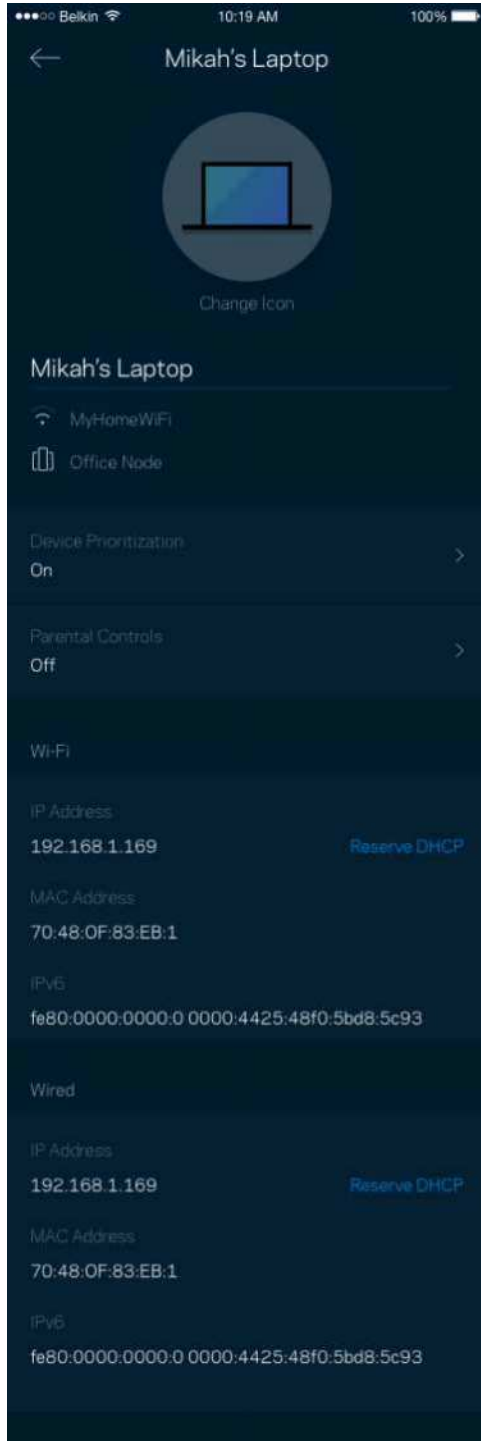 Belkin 10:19 AM 100%
Mikah's Laptop
Change Icon
Mikah's Laptop
MyHomeWiFi
Office Node
Device Prioritization
On
Parental Controls
Off
Wi-Fi
IP Address
192.168.1.169 Reserve DHCP
MAC Address
70:48:0F:83:EB:1
IPv6
fe80:0000:0000:0 0000:4425:48f0:5bd8:5c93
Wired
IP Address
192.168.1.169 Reserve DHCP
MAC Address
70:48:0F:83:EB:1
IPv6
fe80:0000:0000:0 0000:4425:48f0:5bd8:5c93